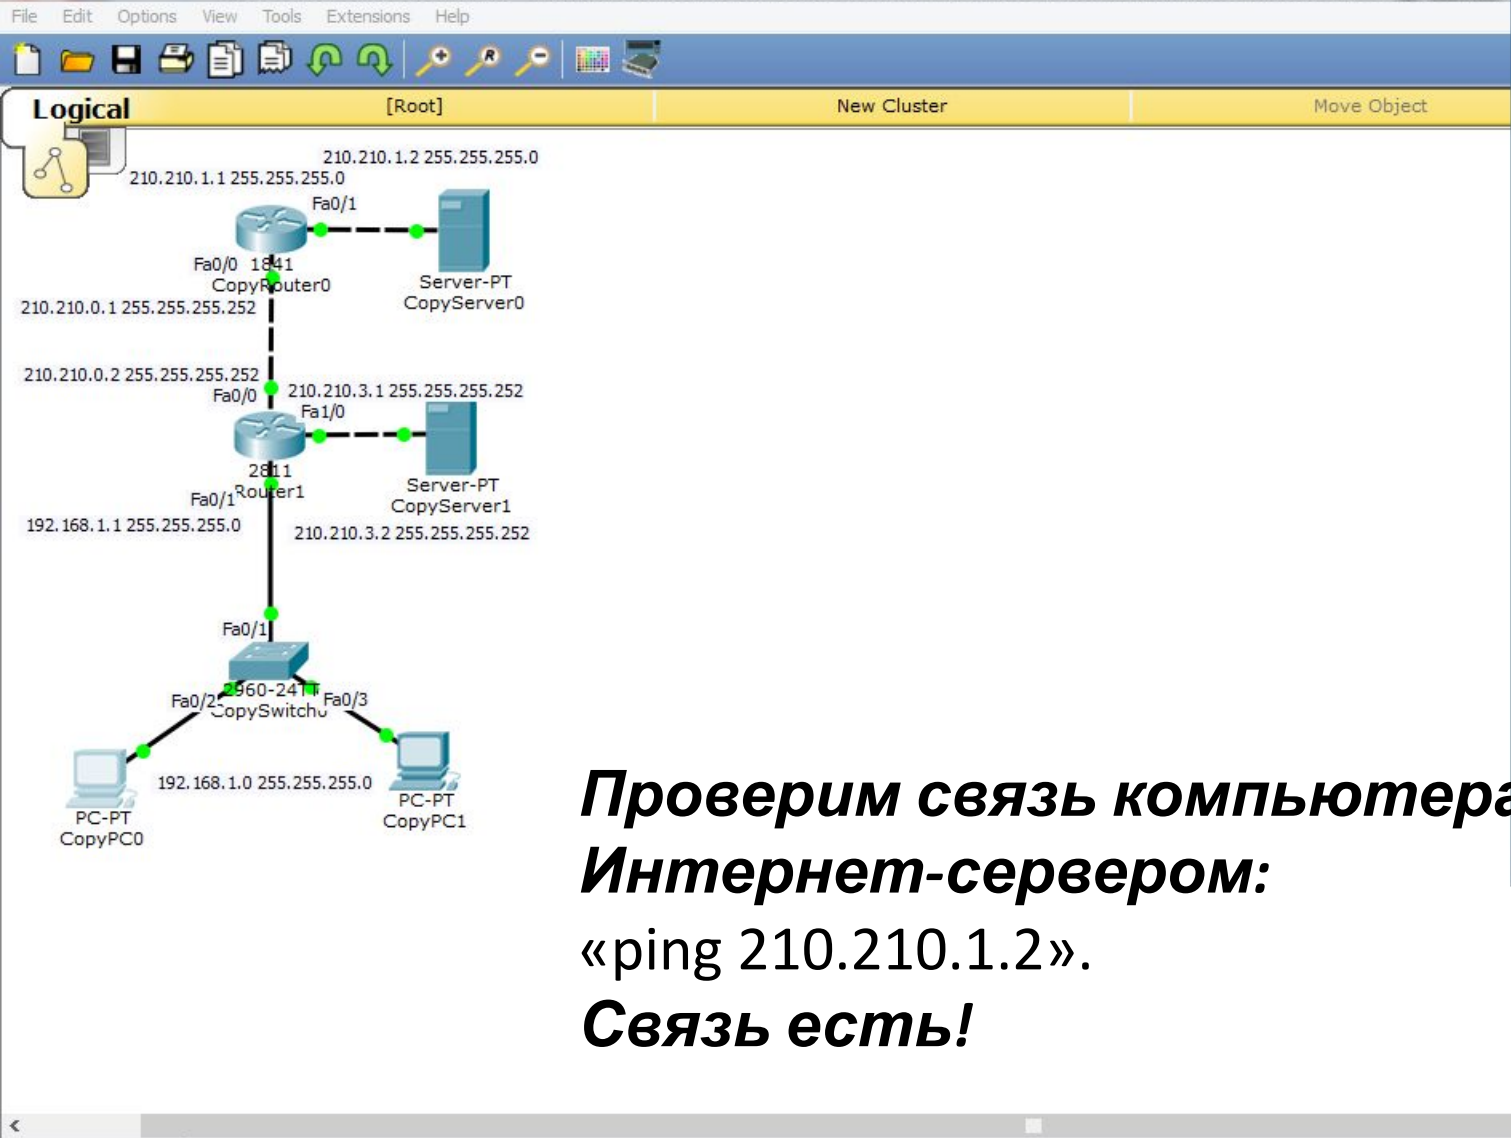 File Edit Options View Tools Extensions Help
Logical [Root] New Cluster Move Object
210.210.1.2 255.255.255.0
210.210.1.1 255.255.255.0
Fa0/1
Fa0/0 1841
CopyRouter0
Server-PT
CopyServer0
210.210.0.1 255.255.255.252
210.210.0.2 255.255.255.252
Fa0/0
210.210.3.1 255.255.255.252
Fa1/0
2811
Router1
Fa0/1
Server-PT
CopyServer1
192.168.1.1 255.255.255.0
210.210.3.2 255.255.255.252
Fa0/1
2960-24TT
CopySwitch0
Fa0/2
Fa0/3
192.168.1.0 255.255.255.0
PC-PT
CopyPC0
PC-PT
CopyPC1
Проверим связь компьютера
Интернет-сервером:
«ping 210.210.1.2».
Связь есть!